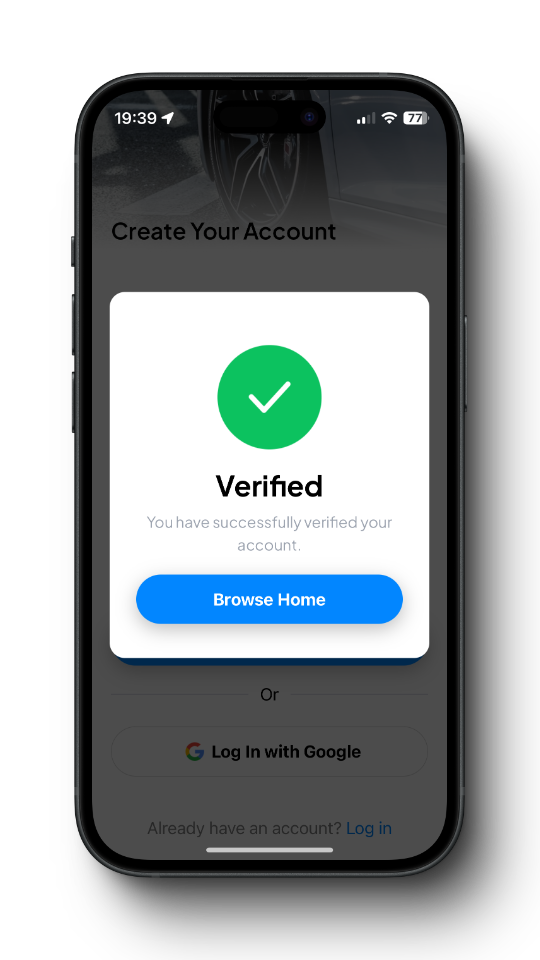 19:39
77
Create Your Account
Verified
You have successfully verified your
account.
Browse Home
Or
Log In with Google
Already have an account? Log in